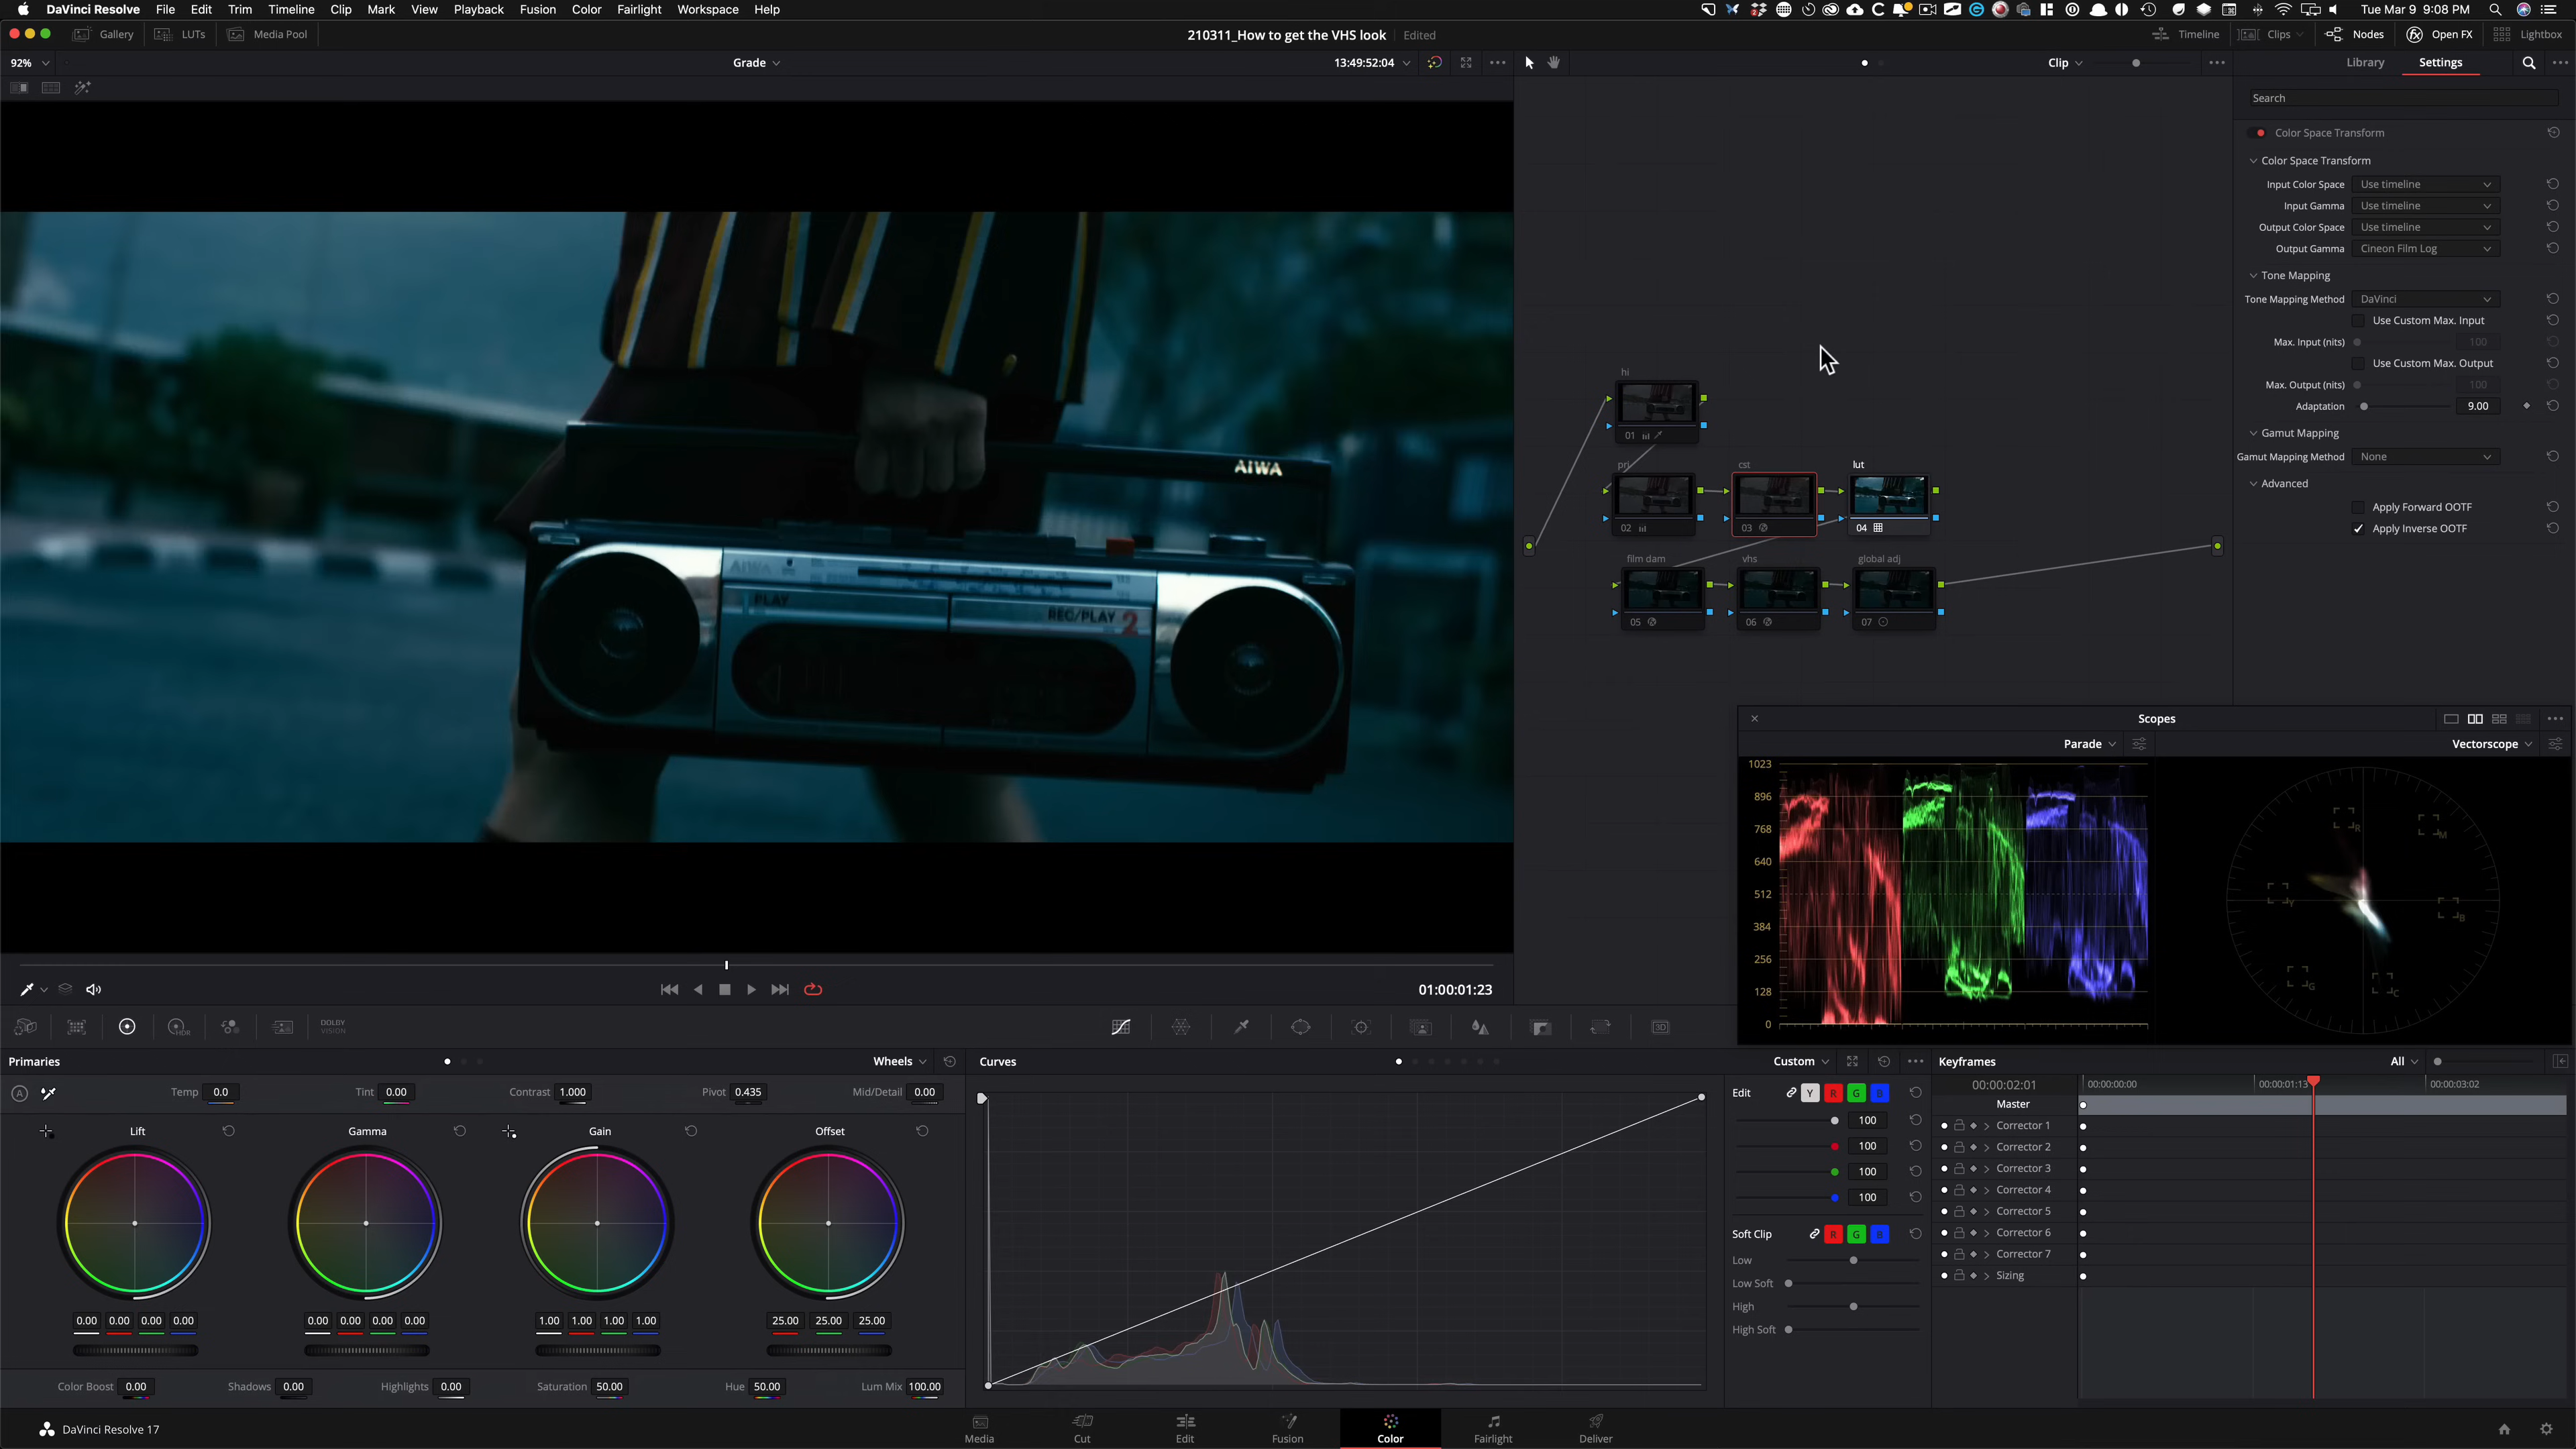 DaVinci Resolve File Edit Trim Timeline Clip Mark View Playback Fusion Color Fairlight Workspace Help
Tue Mar 9 9:08 PM
Gallery LUTs Media Pool
210311_How to get the VHS look Edited
Timeline Clips Nodes Open FX Lightbox
92%
Grade
13:49:52:04
Clip
Library Settings
Search
Color Space Transform
Color Space Transform
Input Color Space Use timeline
Input Gamma Use timeline
Output Color Space Use timeline
Output Gamma Cineon Film Log
Tone Mapping
Tone Mapping Method DaVinci
Use Custom Max. Input
Max. Input (nits) 100
Use Custom Max. Output
Max. Output (nits) 100
Adaptation 9.00
Gamut Mapping
Gamut Mapping Method None
Advanced
Apply Forward OOTF
Apply Inverse OOTF
AIWA
AIWA
PLAY
REC/PLAY 2
hi
01
pri cst lut
02 03 04
film dam vhs global adj
05 06 07
Scopes
Parade Vectorscope
1023
896
768
640
512
384
256
128
0
R M B C G Y
01:00:01:23
HDR DOLBY VISION
3D
Primaries Wheels
Temp 0.0 Tint 0.00 Contrast 1.000 Pivot 0.435 Mid/Detail 0.00
Lift Gamma Gain Offset
0.00 0.00 0.00 0.00 0.00 0.00 0.00 0.00 1.00 1.00 1.00 1.00 25.00 25.00 25.00
Color Boost 0.00 Shadows 0.00 Highlights 0.00 Saturation 50.00 Hue 50.00 Lum Mix 100.00
Curves Custom
Edit Y R G B
100
100
100
100
Soft Clip R G B
Low
Low Soft
High
High Soft
Keyframes All
00:00:02:01 00:00:00:00 00:00:01:13 00:00:03:02
Master
Corrector 1
Corrector 2
Corrector 3
Corrector 4
Corrector 5
Corrector 6
Corrector 7
Sizing
DaVinci Resolve 17
Media Cut Edit Fusion Color Fairlight Deliver